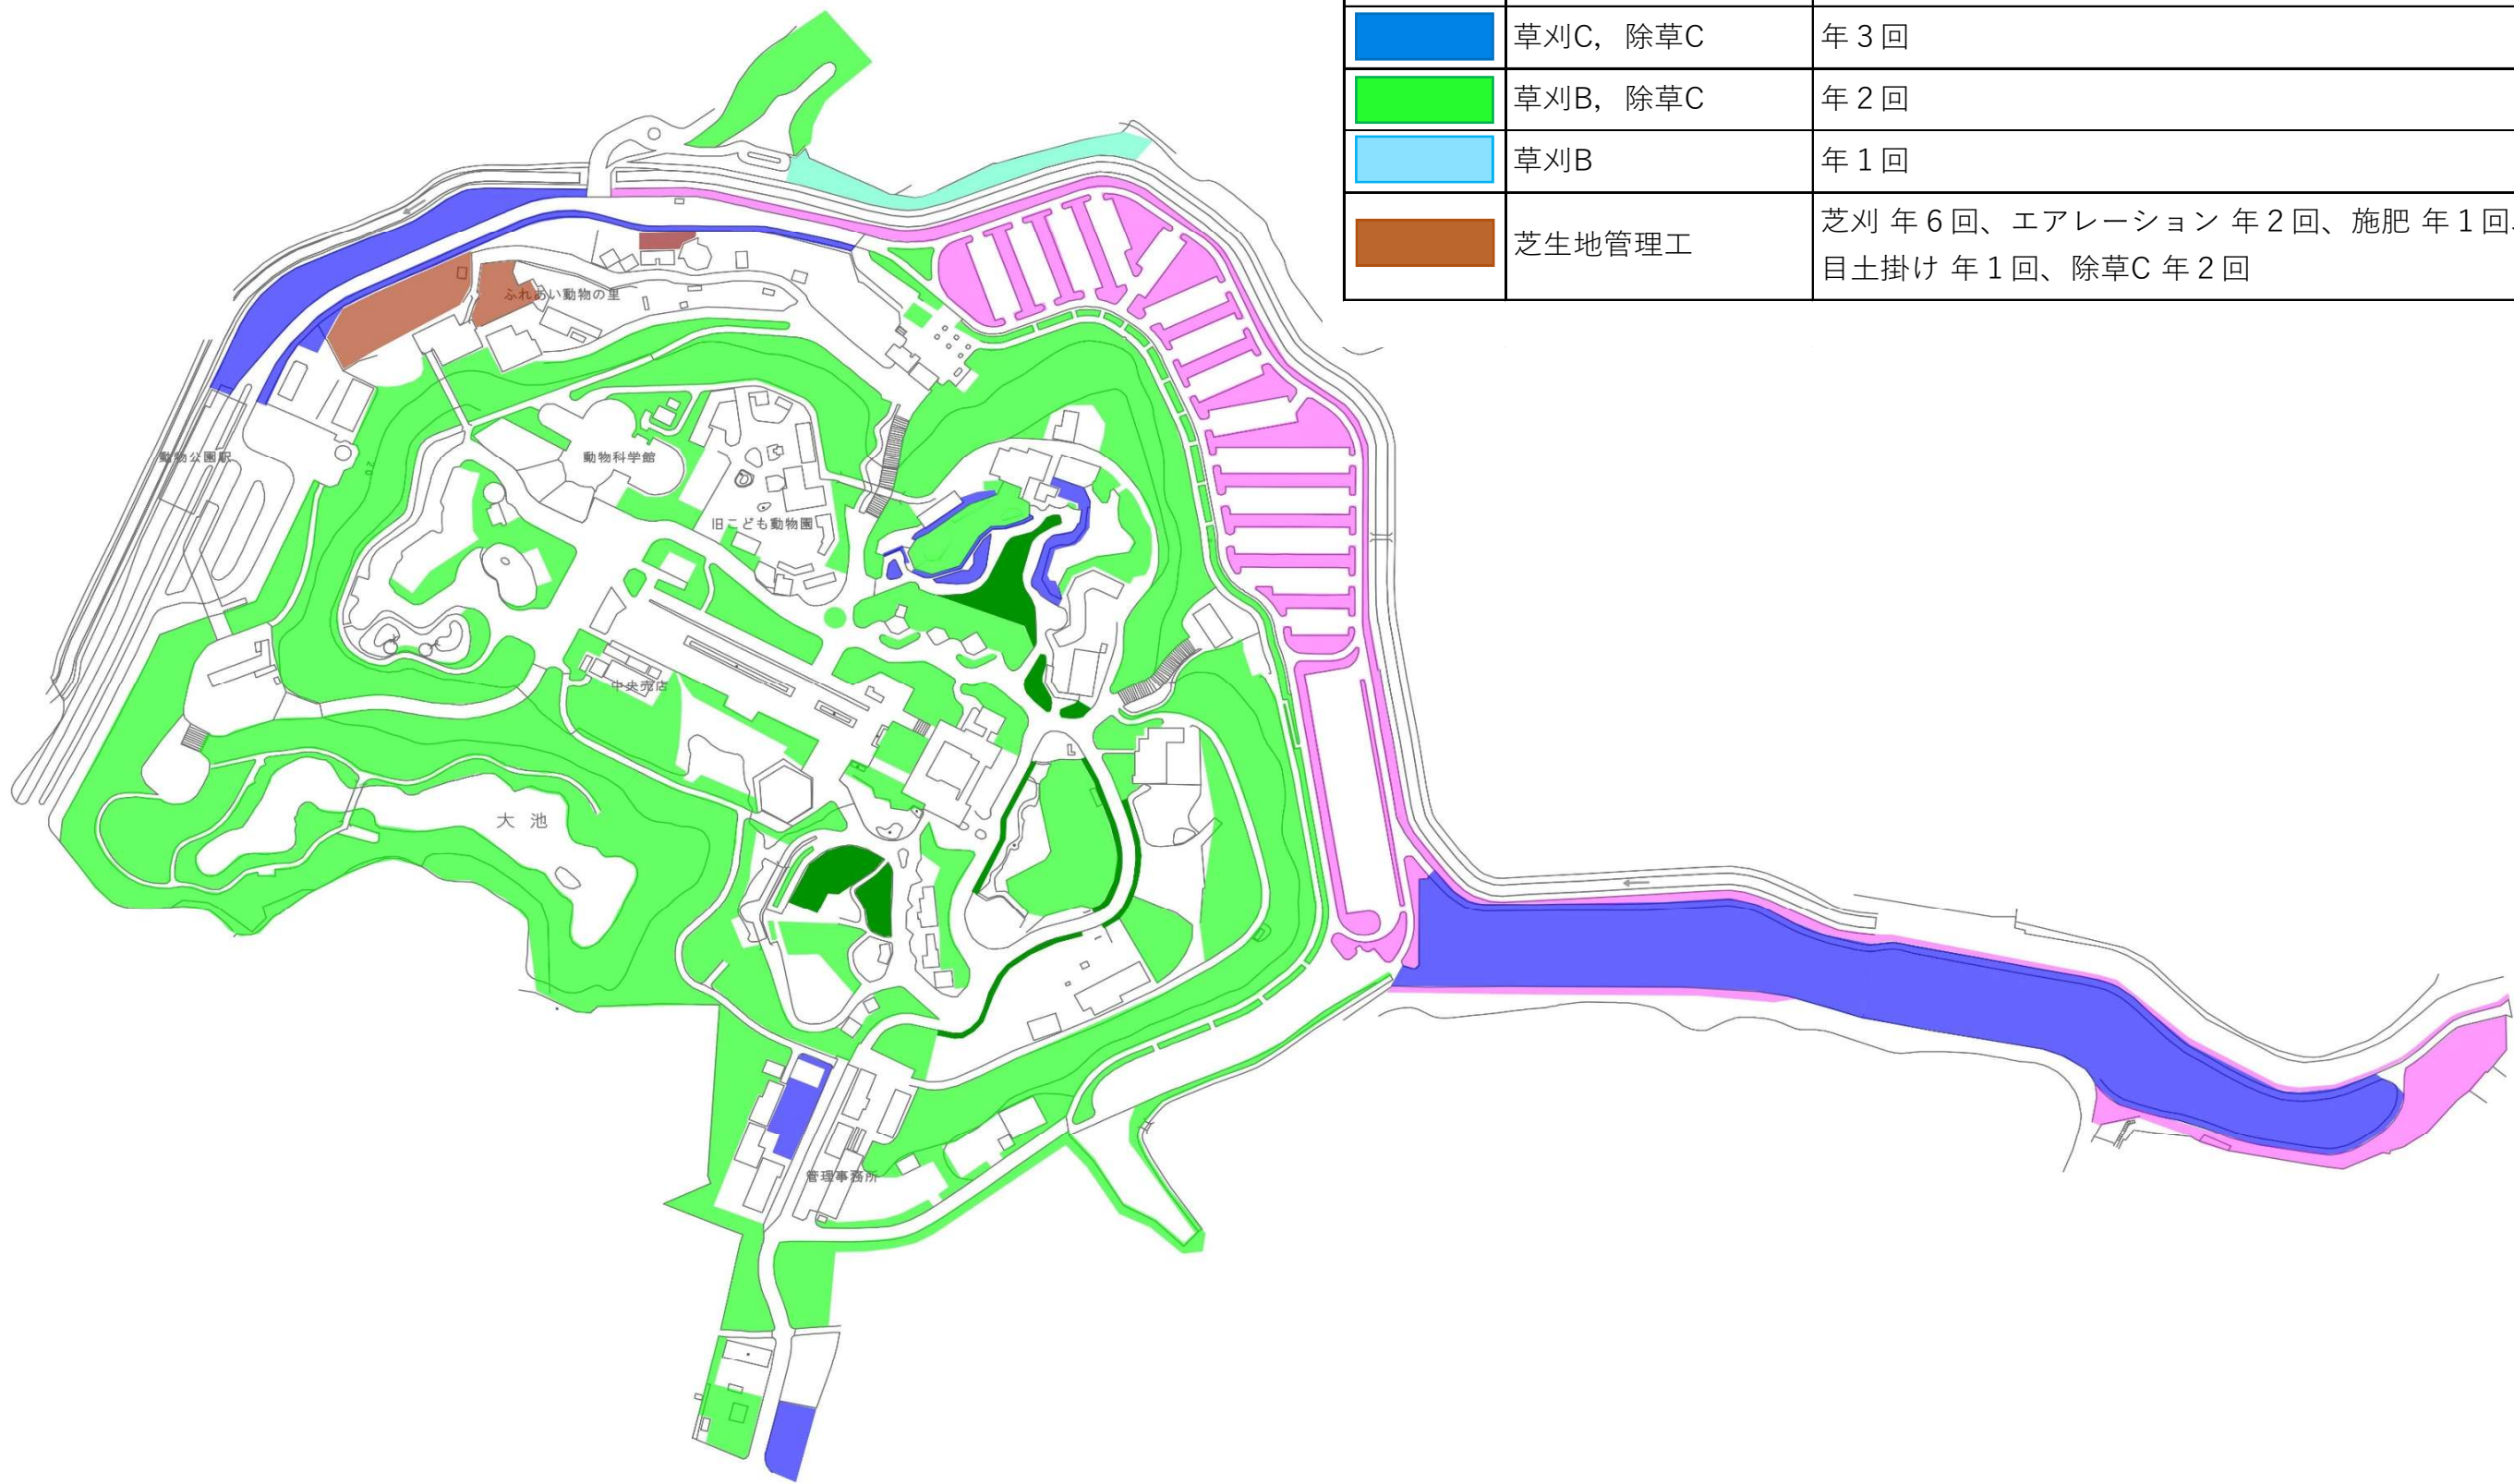 草刈C，除草C 年３回
草刈B，除草C 年２回
草刈B 年１回
芝生地管理工 芝刈 年６回、エアレーション 年２回、施肥 年１回、
目土掛け 年１回、除草C 年２回
ふれあい動物の里
動物公園駅
動物科学館
旧こども動物園
中央売店
大 池
管理事務所